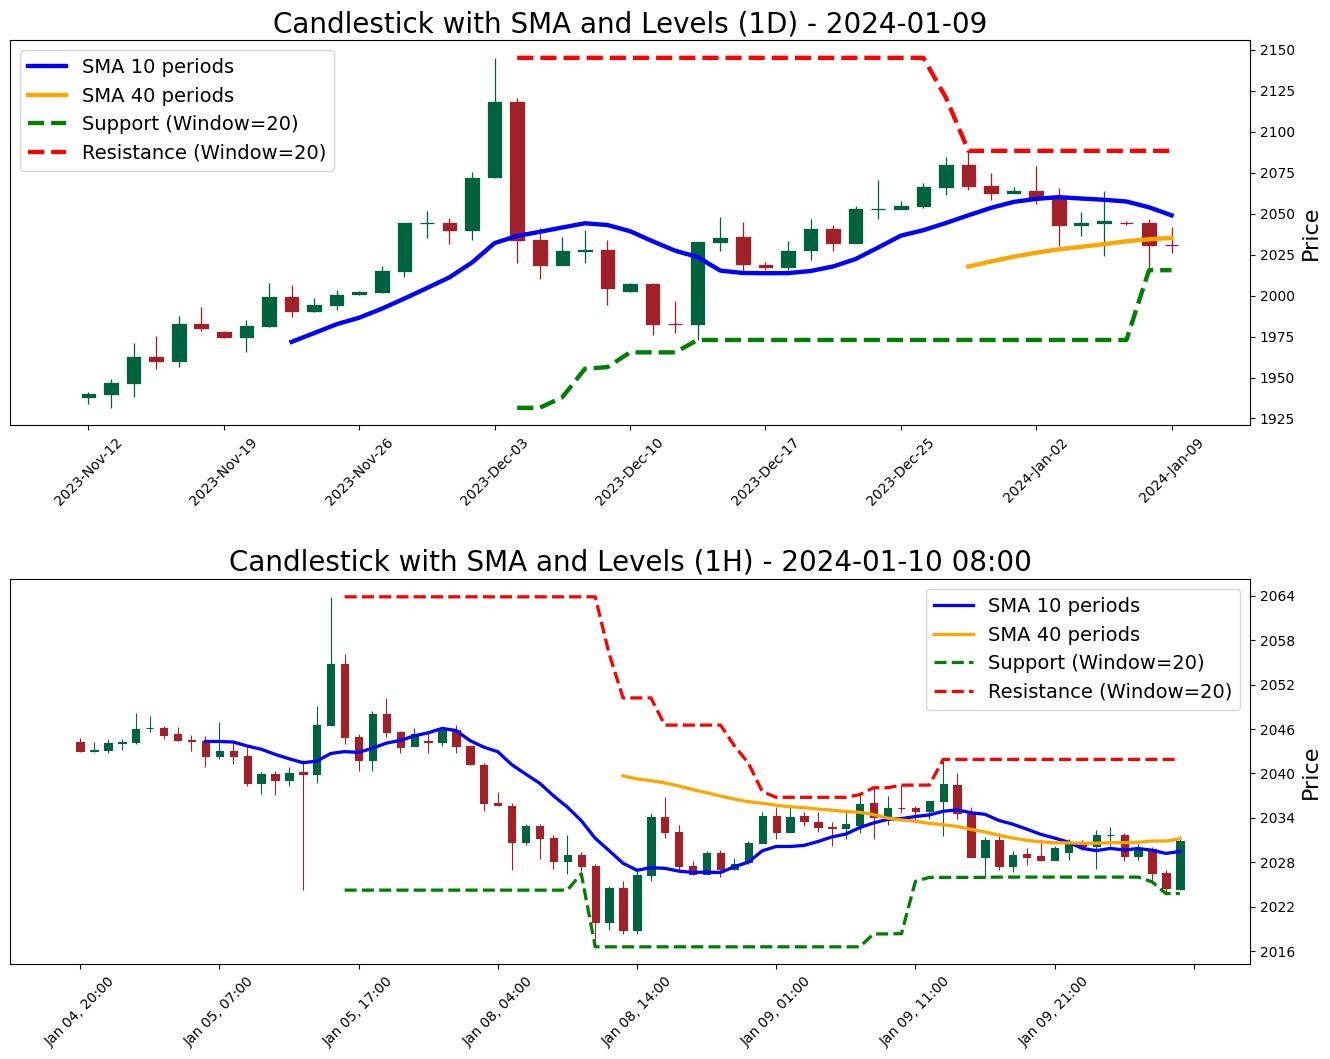 Candlestick with SMA and Levels (1D) - 2024-01-09
SMA 10 periods
SMA 40 periods
Support (Window=20)
Resistance (Window=20)
2150
2125
2100
2075
2050
2025
2000
1975
1950
1925
Price
2023-Nov-12
2023-Nov-19
2023-Nov-26
2023-Dec-03
2023-Dec-10
2023-Dec-17
2023-Dec-25
2024-Jan-02
2024-Jan-09
Candlestick with SMA and Levels (1H) - 2024-01-10 08:00
SMA 10 periods
SMA 40 periods
Support (Window=20)
Resistance (Window=20)
2064
2058
2052
2046
2040
2034
2028
2022
2016
Price
Jan 04, 20:00
Jan 05, 07:00
Jan 05, 17:00
Jan 08, 04:00
Jan 08, 14:00
Jan 09, 01:00
Jan 09, 11:00
Jan 09, 21:00